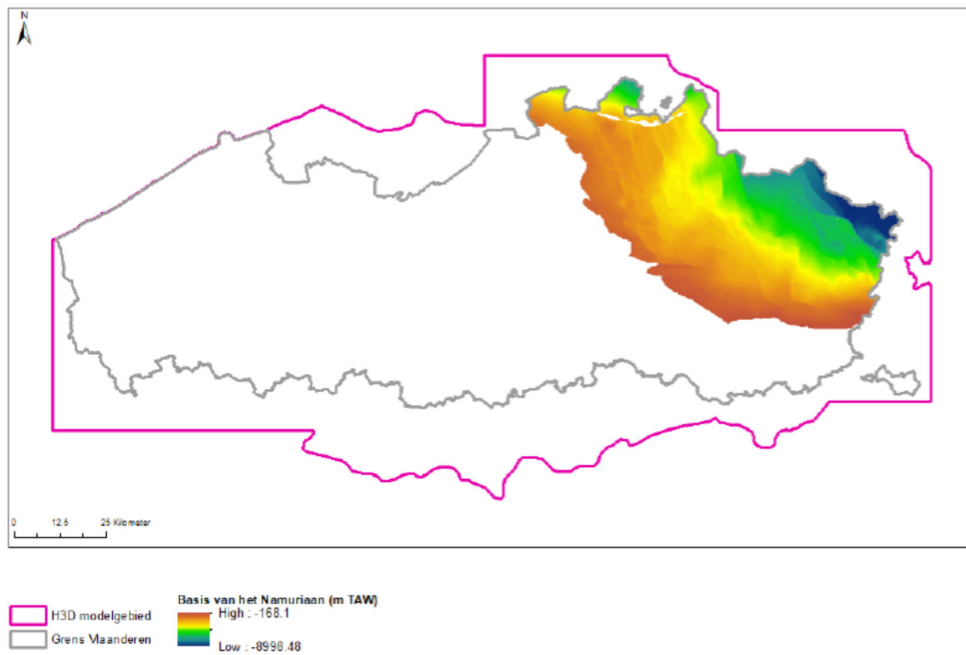 N
0 12.5 25 Kilometer
H3D modelgebied
Grens Vlaanderen
Basis van het Namuriaan (m TAW)
High : -168.1
Low : -8998.48